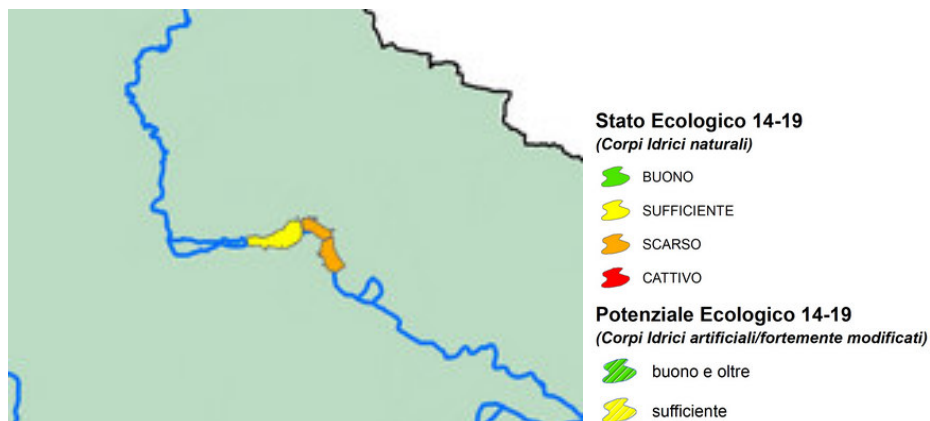 Stato Ecologico 14-19
(Corpi Idrici naturali)
BUONO
SUFFICIENTE
SCARSO
CATTIVO
Potenziale Ecologico 14-19
(Corpi Idrici artificiali/fortemente modificati)
buono e oltre
sufficiente